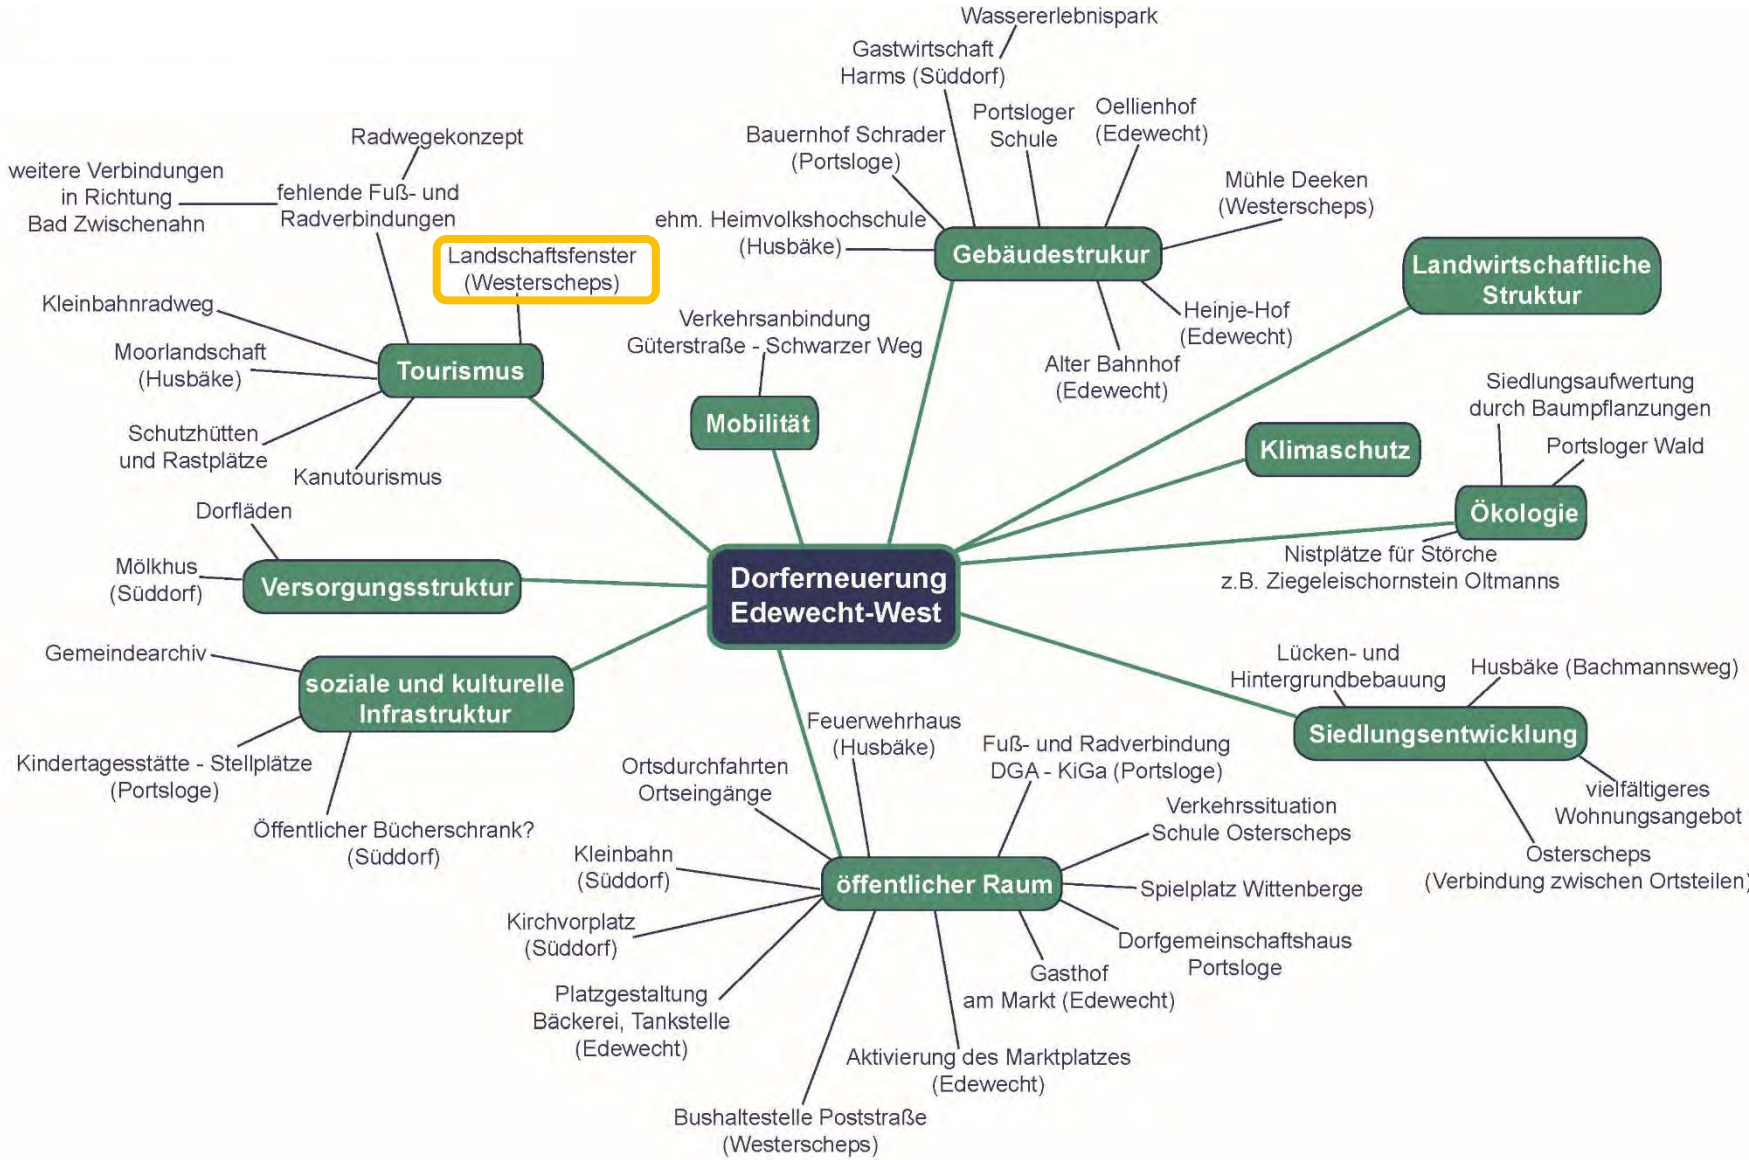 Wassererlebnispark
Gastwirtschaft
Harms (Süddorf)
Portsloger
Schule
Oellienhof
(Edewecht)
Bauernhof Schrader
(Portsloge)
Mühle Deeken
(Westerscheps)
ehm. Heimvolkshochschule
(Husbäke)
Gebäudestrukur
Heinje-Hof
(Edewecht)
Alter Bahnhof
(Edewecht)
Radwegekonzept
weitere Verbindungen
in Richtung
Bad Zwischenahn
fehlende Fuß- und
Radverbindungen
Landschaftsfenster
(Westerscheps)
Kleinbahnradweg
Moorlandschaft
(Husbäke)
Tourismus
Schutzhütten
und Rastplätze
Kanutourismus
Verkehrsanbindung
Güterstraße - Schwarzer Weg
Mobilität
Landwirtschaftliche
Struktur
Klimaschutz
Siedlungsaufwertung
durch Baumpflanzungen
Portsloger Wald
Ökologie
Nistplätze für Störche
z.B. Ziegeleischornstein Oltmanns
Dorfläden
Mölkhus
(Süddorf)
Versorgungsstruktur
Dorferneuerung
Edewecht-West
Gemeindearchiv
soziale und kulturelle
Infrastruktur
Kindertagesstätte - Stellplätze
(Portsloge)
Öffentlicher Bücherschrank?
(Süddorf)
Lücken- und
Hintergrundbebauung
Husbäke (Bachmannsweg)
Siedlungsentwicklung
vielfältigeres
Wohnungsangebot
Osterscheps
(Verbindung zwischen Ortsteilen)
Feuerwehrhaus
(Husbäke)
Fuß- und Radverbindung
DGA - KiGa (Portsloge)
Ortsdurchfahrten
Ortseingänge
Verkehrssituation
Schule Osterscheps
Kleinbahn
(Süddorf)
öffentlicher Raum
Spielplatz Wittenberge
Kirchvorplatz
(Süddorf)
Dorfgemeinschaftshaus
Portsloge
Gasthof
am Markt (Edewecht)
Platzgestaltung
Bäckerei, Tankstelle
(Edewecht)
Aktivierung des Marktplatzes
(Edewecht)
Bushaltestelle Poststraße
(Westerscheps)